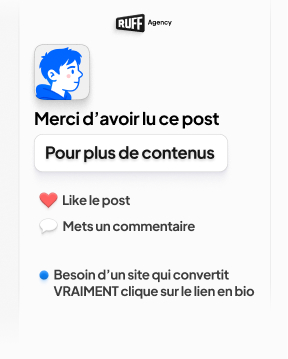 RUFF Agency
Merci d’avoir lu ce post
Pour plus de contenus
Like le post
Mets un commentaire
Besoin d’un site qui convertit
VRAIMENT clique sur le lien en bio